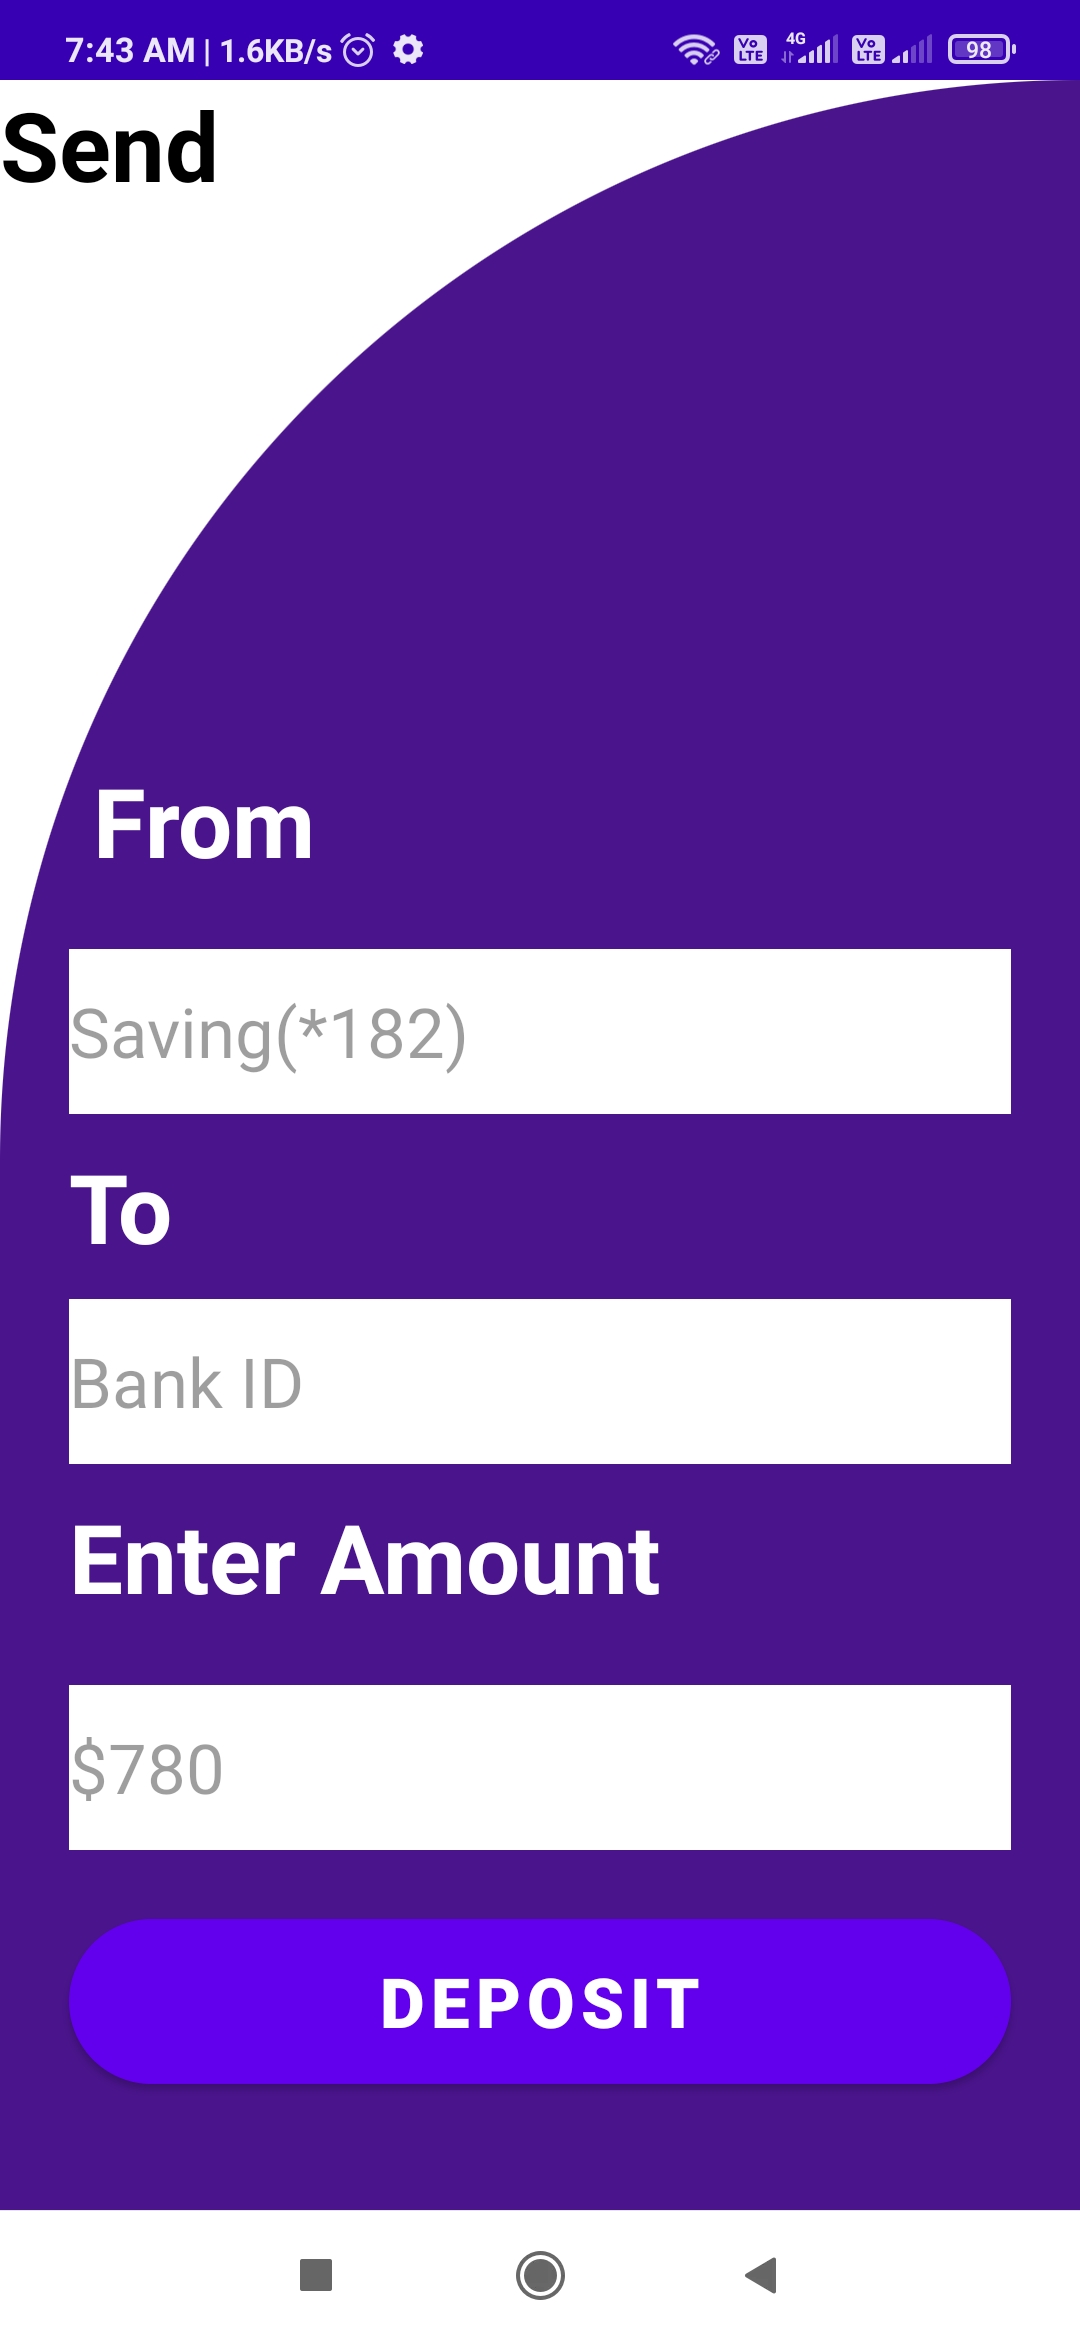 7:43 AM | 1.6KB/s Vo LTE 4G Vo LTE 98
Send
From
Saving(*182)
To
Bank ID
Enter Amount
$780
DEPOSIT